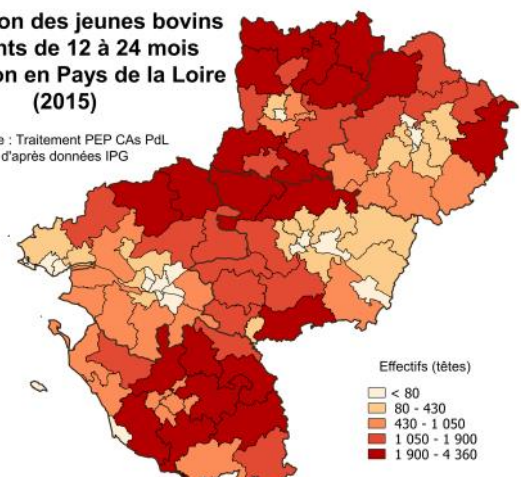 on des jeunes bovins
nts de 12 à 24 mois
on en Pays de la Loire
(2015)
e : Traitement PEP CAs PdL
d'après données IPG
Effectifs (têtes)
< 80
80 - 430
430 - 1 050
1 050 - 1 900
1 900 - 4 360